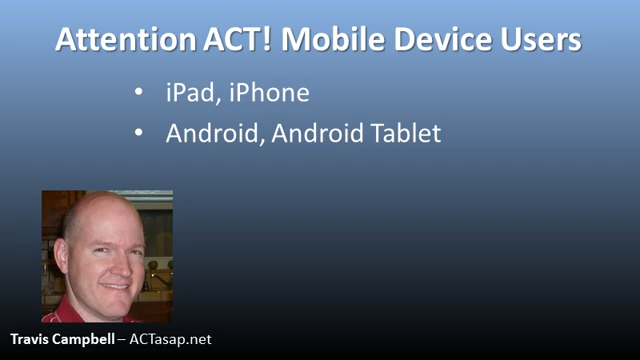 Attention ACT! Mobile Device Users
• iPad, iPhone
• Android, Android Tablet
Travis Campbell – ACTasap.net